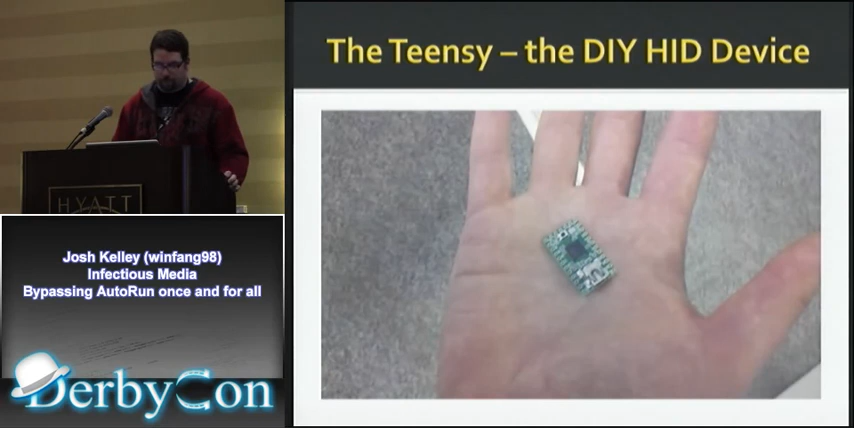 The Teensy – the DIY HID Device
HYATT
Josh Kelley (winfang98)
Infectious Media
Bypassing AutoRun once and for all
DerbyCon